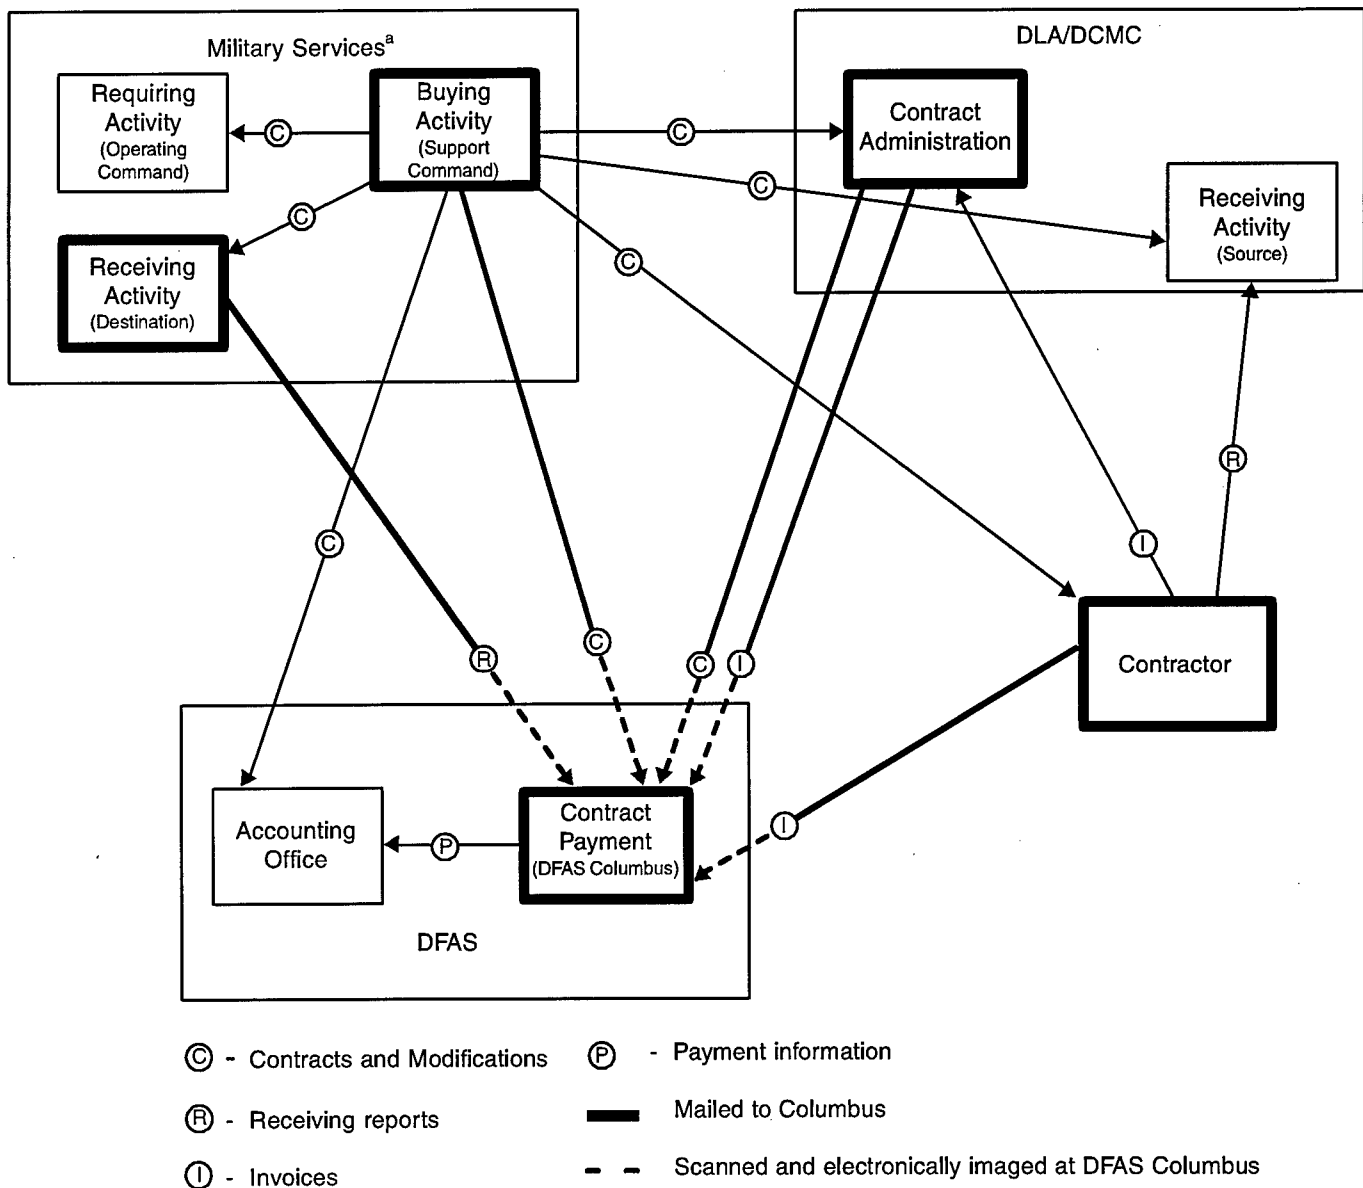 Military Servicesa
Requiring
Activity
(Operating
Command)
C
Buying
Activity
(Support
Command)
C
DLA/DCMC
Contract
Administration
C
Receiving
Activity
(Source)
C
Receiving
Activity
(Destination)
C
R
I
C
C
R
C
I
Contractor
I
Accounting
Office
P
Contract
Payment
(DFAS Columbus)
DFAS
C - Contracts and Modifications
P - Payment information
R - Receiving reports
Mailed to Columbus
I - Invoices
Scanned and electronically imaged at DFAS Columbus